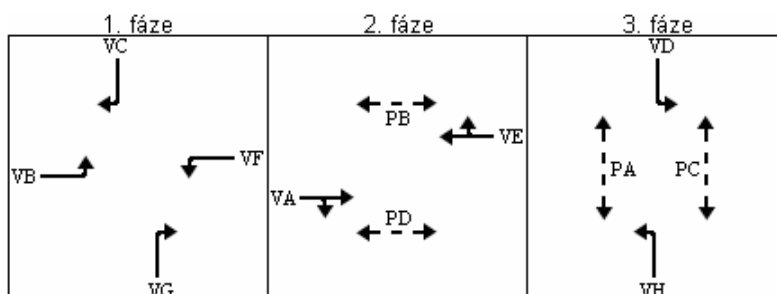 1. fáze 2. fáze 3. fáze
VC VD
PB
VE
VF
VB PA PC
VA
PD
VG VH